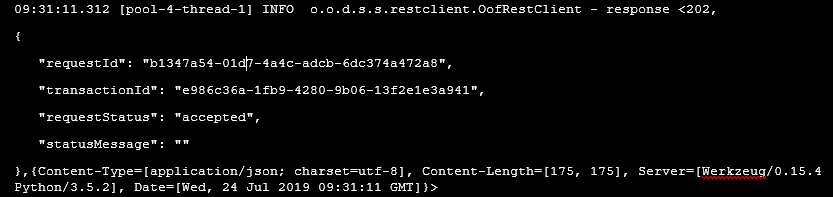 09:31:11.312 [pool-4-thread-1] INFO  o.o.d.s.s.restclient.OofRestClient - response <202,
{
   "requestId": "b1347a54-01d7-4a4c-adcb-6dc374a472a8",
   "transactionId": "e986c36a-1fb9-4280-9b06-13f2e1e3a941",
   "requestStatus": "accepted",
   "statusMessage": ""
},{Content-Type=[application/json; charset=utf-8], Content-Length=[175, 175], Server=[Werkzeug/0.15.4
Python/3.5.2], Date=[Wed, 24 Jul 2019 09:31:11 GMT]}>